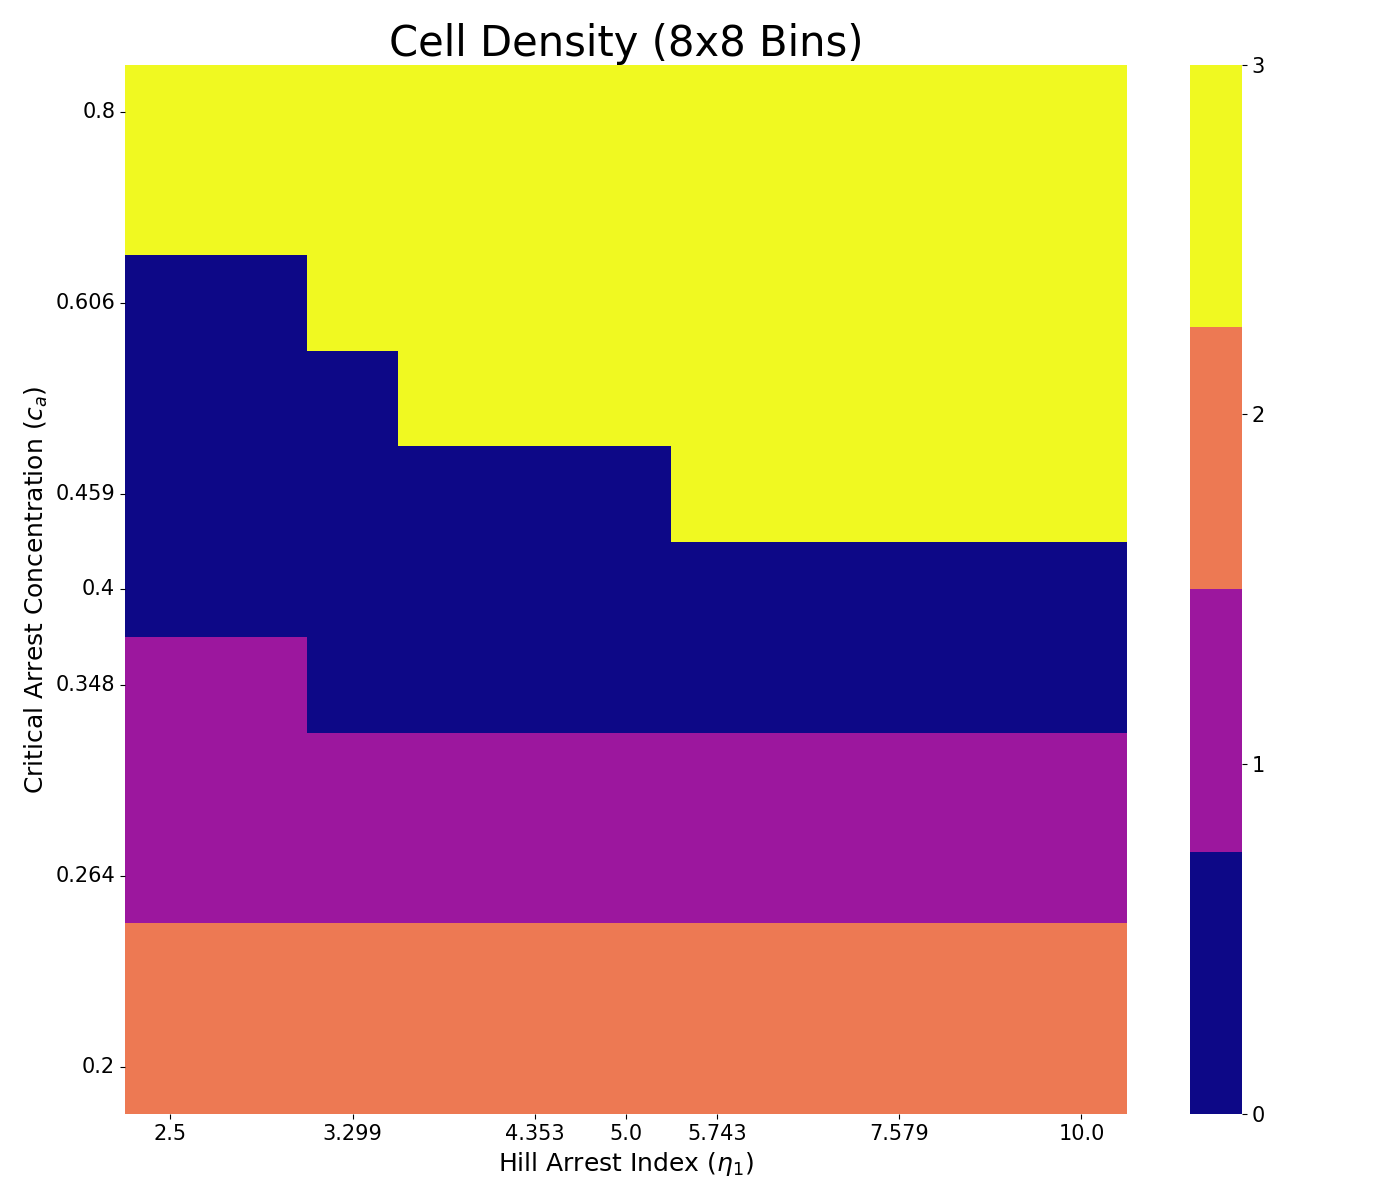 Cell Density (8x8 Bins)
3
0.8
0.606
2
Critical Arrest Concentration (cₐ)
0.459
0.4
0.348
1
0.264
0.2
0
2.5 3.299 4.353 5.0 5.743 7.579 10.0
Hill Arrest Index (η₁)